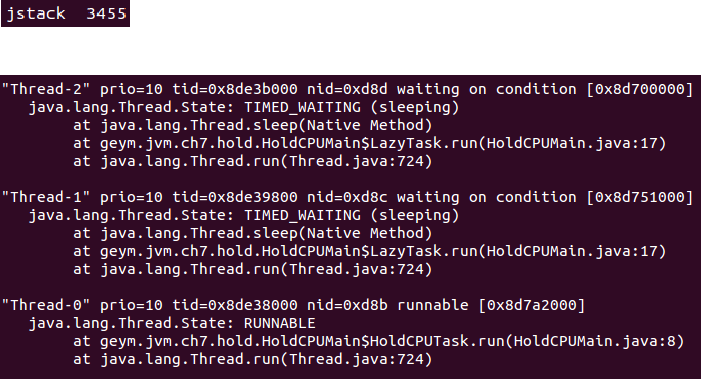 jstack  3455
"Thread-2" prio=10 tid=0x8de3b000 nid=0xd8d waiting on condition [0x8d700000]
   java.lang.Thread.State: TIMED_WAITING (sleeping)
        at java.lang.Thread.sleep(Native Method)
        at geym.jvm.ch7.hold.HoldCPUMain$LazyTask.run(HoldCPUMain.java:17)
        at java.lang.Thread.run(Thread.java:724)
"Thread-1" prio=10 tid=0x8de39800 nid=0xd8c waiting on condition [0x8d751000]
   java.lang.Thread.State: TIMED_WAITING (sleeping)
        at java.lang.Thread.sleep(Native Method)
        at geym.jvm.ch7.hold.HoldCPUMain$LazyTask.run(HoldCPUMain.java:17)
        at java.lang.Thread.run(Thread.java:724)
"Thread-0" prio=10 tid=0x8de38000 nid=0xd8b runnable [0x8d7a2000]
   java.lang.Thread.State: RUNNABLE
        at geym.jvm.ch7.hold.HoldCPUMain$HoldCPUTask.run(HoldCPUMain.java:8)
        at java.lang.Thread.run(Thread.java:724)